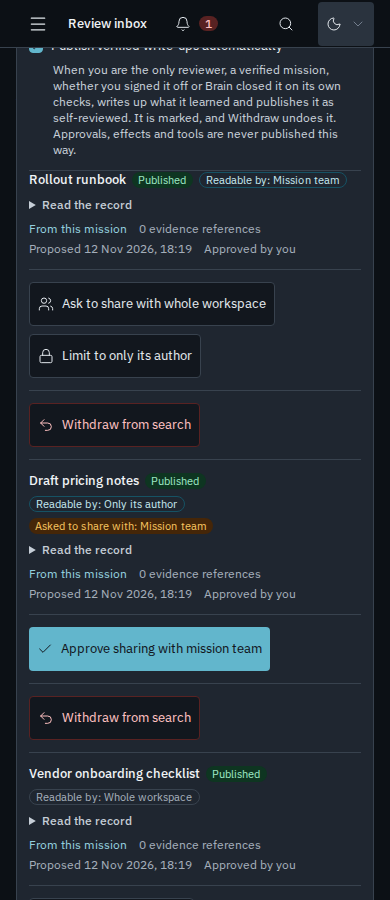 Review inbox
1
Publish verified write-ups automatically
When you are the only reviewer, a verified mission,
whether you signed it off or Brain closed it on its own
checks, writes up what it learned and publishes it as
self-reviewed. It is marked, and Withdraw undoes it.
Approvals, effects and tools are never published this
way.
Rollout runbook Published Readable by: Mission team
Read the record
From this mission 0 evidence references
Proposed 12 Nov 2026, 18:19 Approved by you
Ask to share with whole workspace
Limit to only its author
Withdraw from search
Draft pricing notes Published
Readable by: Only its author
Asked to share with: Mission team
Read the record
From this mission 0 evidence references
Proposed 12 Nov 2026, 18:19 Approved by you
Approve sharing with mission team
Withdraw from search
Vendor onboarding checklist Published
Readable by: Whole workspace
Read the record
From this mission 0 evidence references
Proposed 12 Nov 2026, 18:19 Approved by you